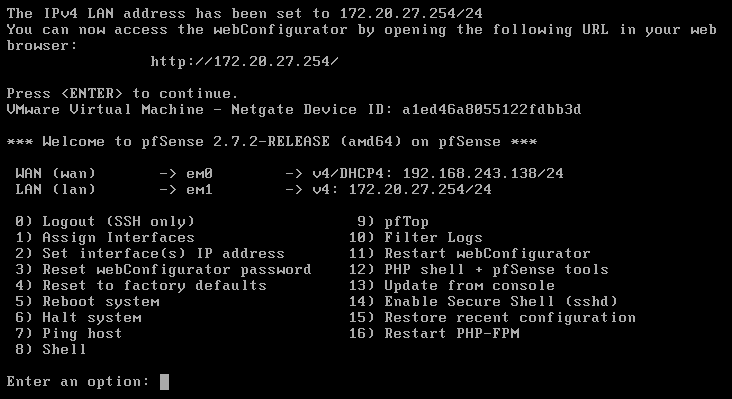 The IPv4 LAN address has been set to 172.20.27.254/24
You can now access the webConfigurator by opening the following URL in your web
browser:
http://172.20.27.254/
Press <ENTER> to continue.
VMware Virtual Machine - Netgate Device ID: a1ed46a8055122fdbb3d
*** Welcome to pfSense 2.7.2-RELEASE (amd64) on pfSense ***
WAN (wan)       -> em0        -> v4/DHCP4: 192.168.243.138/24
LAN (lan)       -> em1        -> v4: 172.20.27.254/24
0) Logout (SSH only)                  9) pfTop
1) Assign Interfaces                 10) Filter Logs
2) Set interface(s) IP address       11) Restart webConfigurator
3) Reset webConfigurator password    12) PHP shell + pfSense tools
4) Reset to factory defaults         13) Update from console
5) Reboot system                     14) Enable Secure Shell (sshd)
6) Halt system                       15) Restore recent configuration
7) Ping host                         16) Restart PHP-FPM
8) Shell
Enter an option: